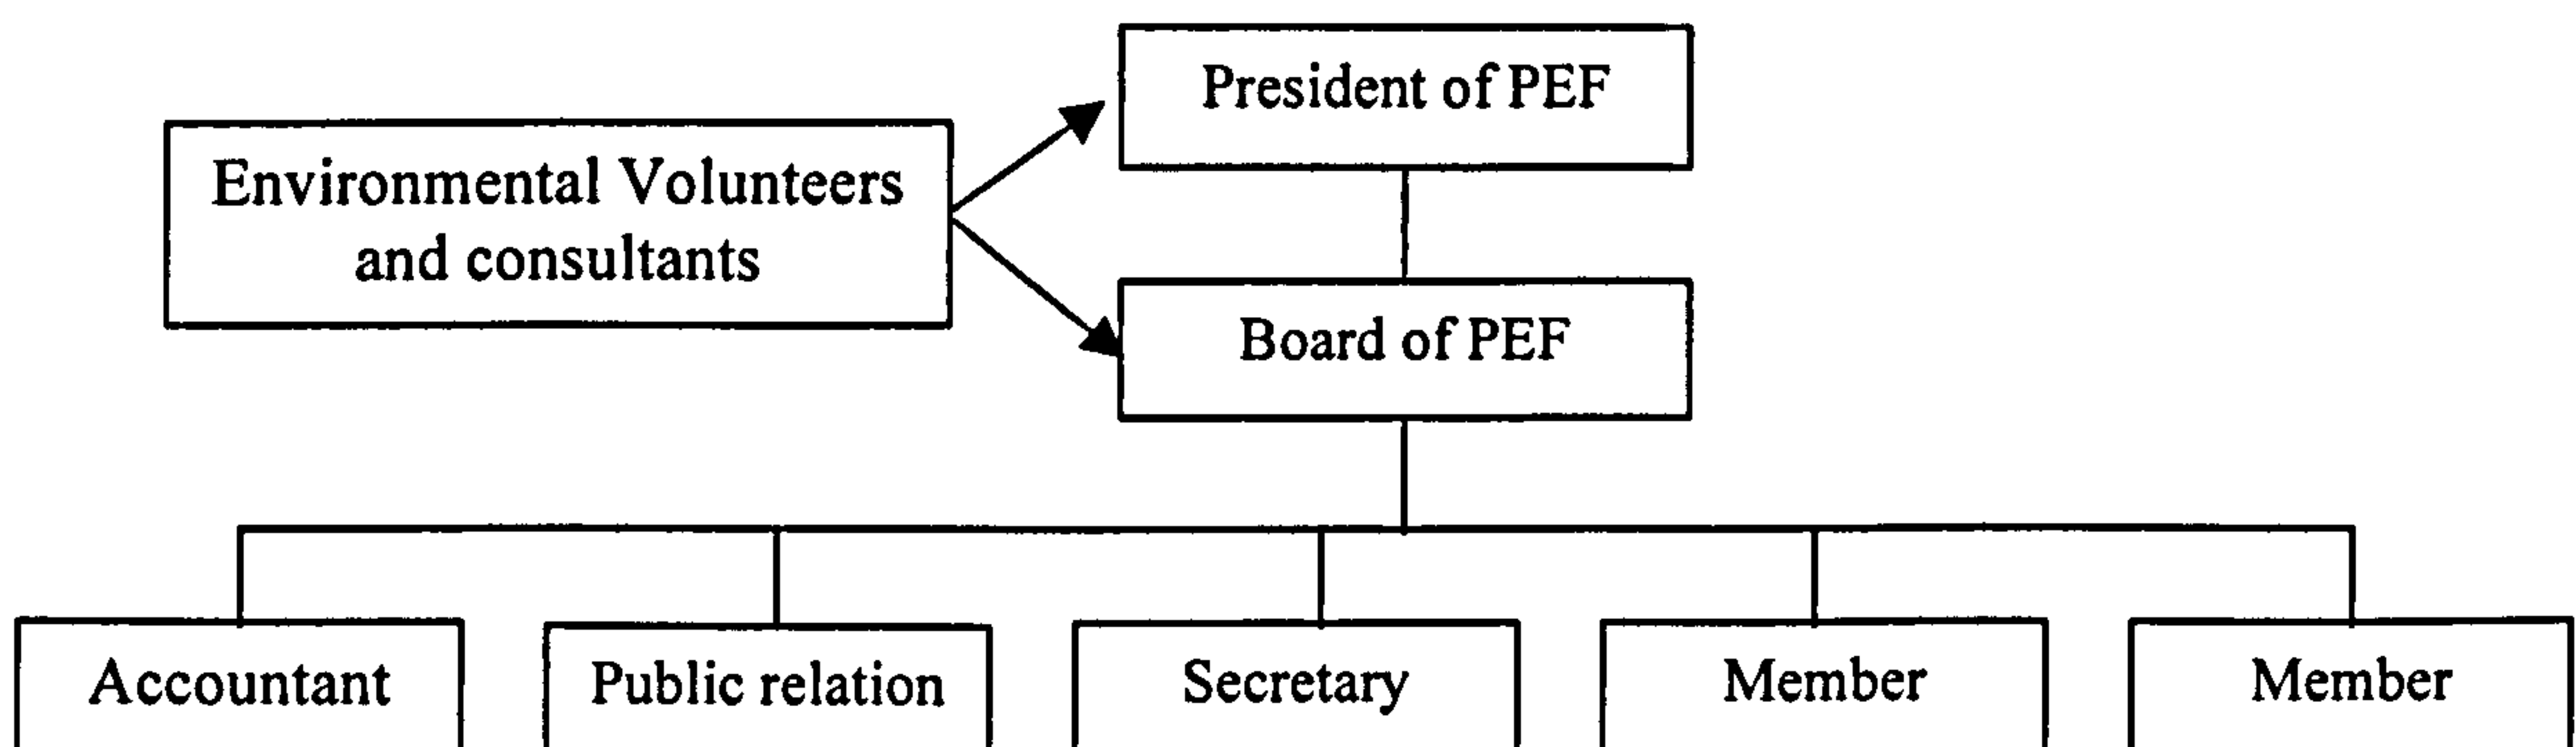 President of PEF
Environmental Volunteers
and consultants
Board of PEF
Accountant
Public relation
Secretary
Member
Member